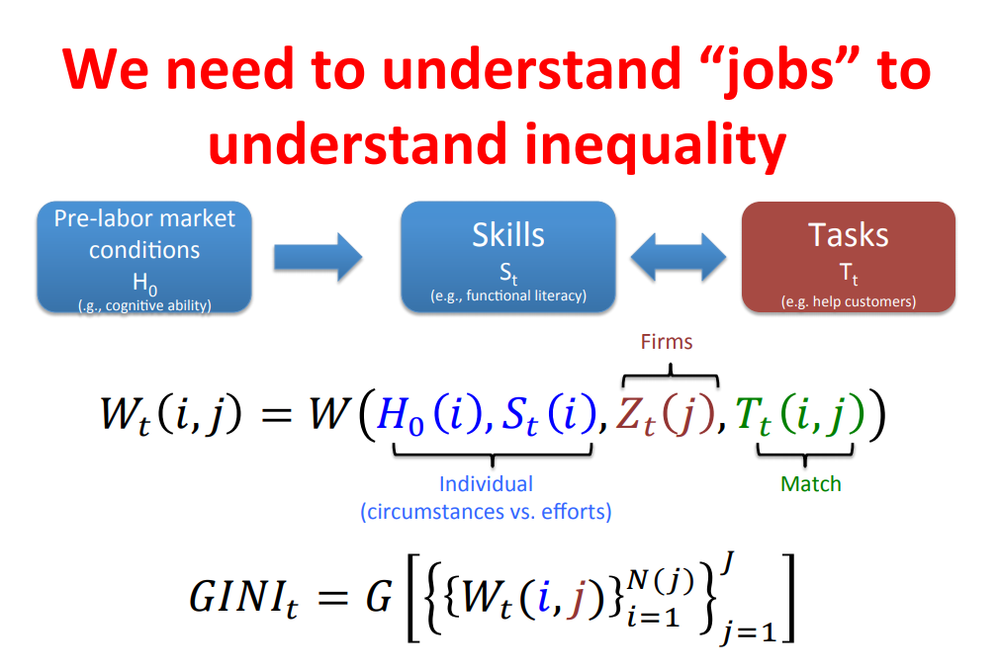 We need to understand “jobs” to
understand inequality
Pre-labor market
conditions
H₀
(.g., cognitive ability)
Skills
Sₜ
(e.g., functional literacy)
Tasks
Tₜ
(e.g. help customers)
Firms
Wₜ(i,j) = W(H₀(i),Sₜ(i),Zₜ(j),Tₜ(i,j))
Individual
(circumstances vs. efforts)
Match
GINIₜ = G[{{Wₜ(i,j)}_{i=1}^{N(j)}}_{j=1}^{J}]